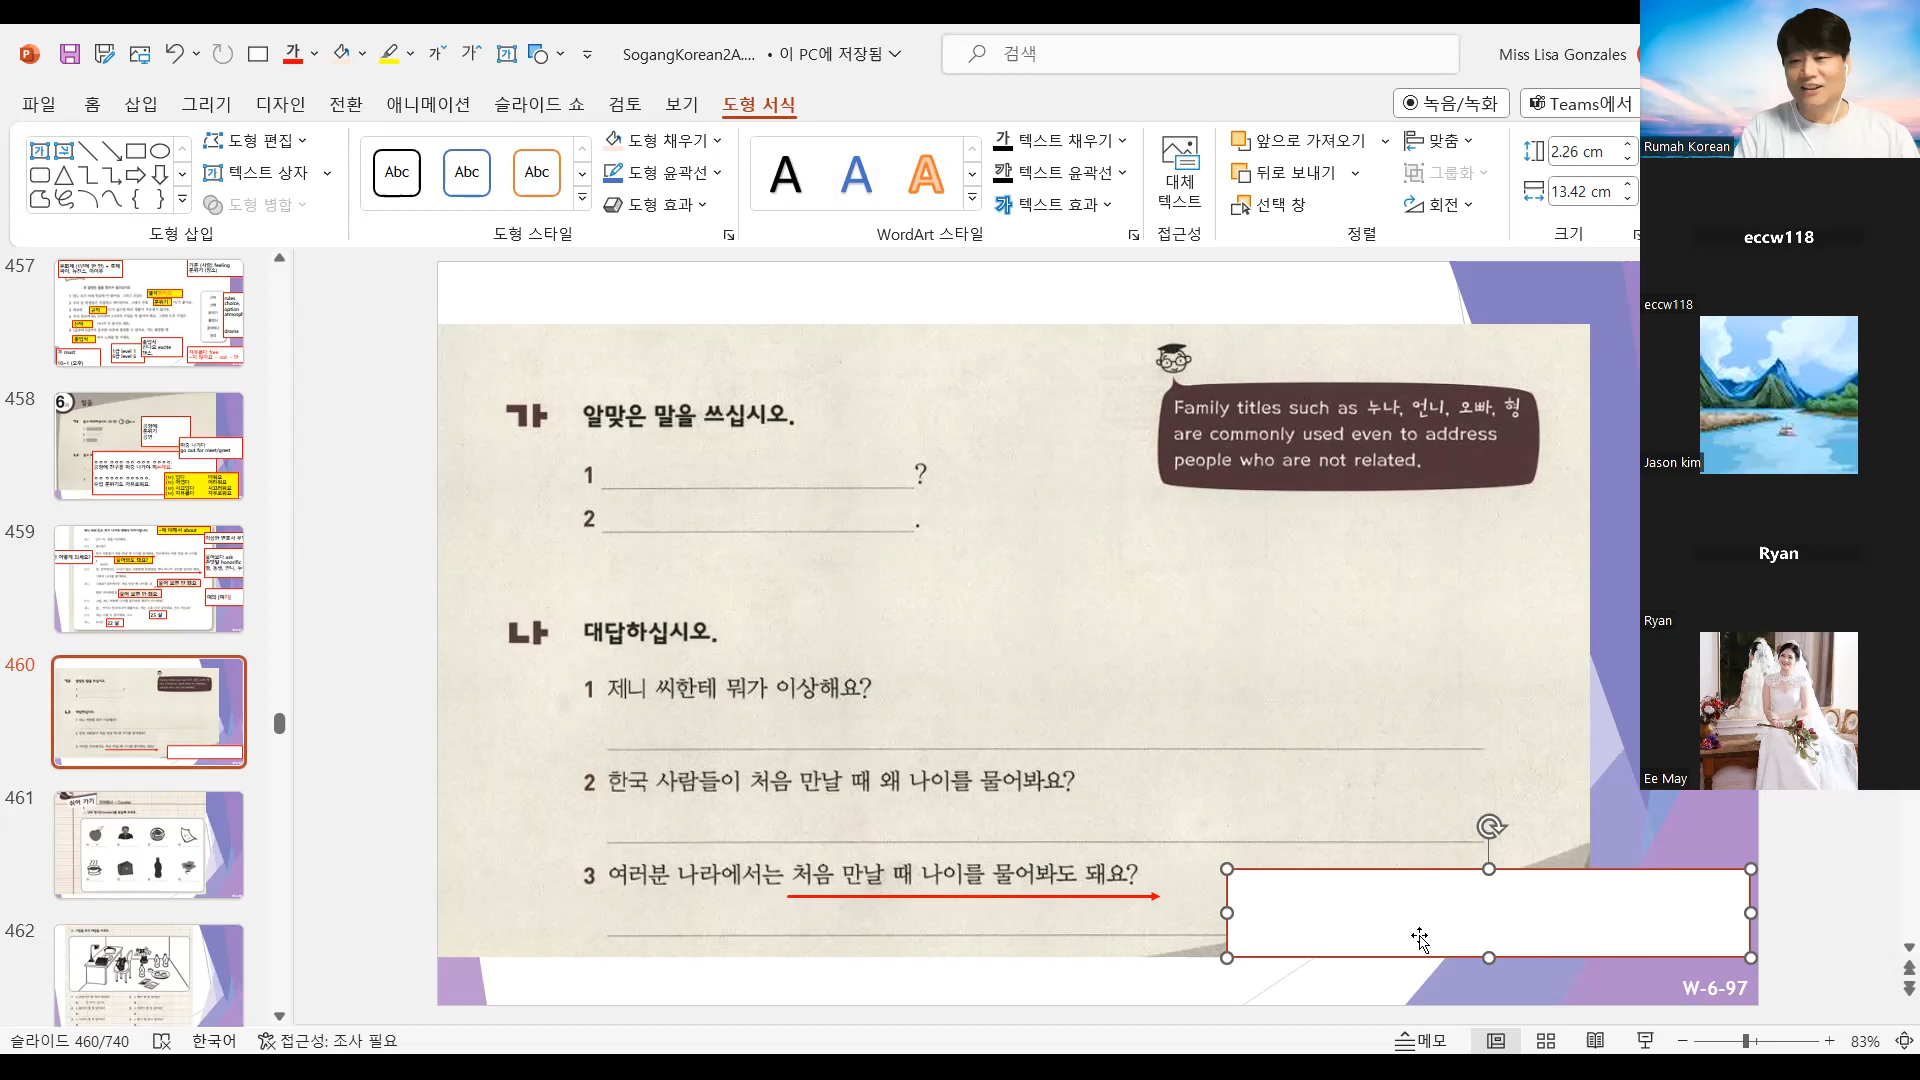 SogangKorean2A.... • 이 PC에 저장됨
검색
Miss Lisa Gonzales
파일 홈 삽입 그리기 디자인 전환 애니메이션 슬라이드 쇼 검토 보기 도형 서식
녹음/녹화
Teams에서
도형 편집
텍스트 상자
도형 병합
도형 삽입
Abc Abc Abc
도형 채우기
도형 윤곽선
도형 효과
도형 스타일
A A A
텍스트 채우기
텍스트 윤곽선
텍스트 효과
WordArt 스타일
대체
텍스트
접근성
앞으로 가져오기
뒤로 보내기
선택 창
맞춤
그룹화
회전
정렬
2.26 cm
13.42 cm
크기
457
458
459
460
461
462
가 알맞은 말을 쓰십시오.
1 ?
2 .
Family titles such as 누나, 언니, 오빠, 형
are commonly used even to address
people who are not related.
나 대답하십시오.
1 제니 씨한테 뭐가 이상해요?
2 한국 사람들이 처음 만날 때 왜 나이를 물어봐요?
3 여러분 나라에서는 처음 만날 때 나이를 물어봐도 돼요?
W-6-97
Rumah Korean
eccw118
eccw118
Jason kim
Ryan
Ryan
Ee May
슬라이드 460/740
한국어
접근성: 조사 필요
메모
83%